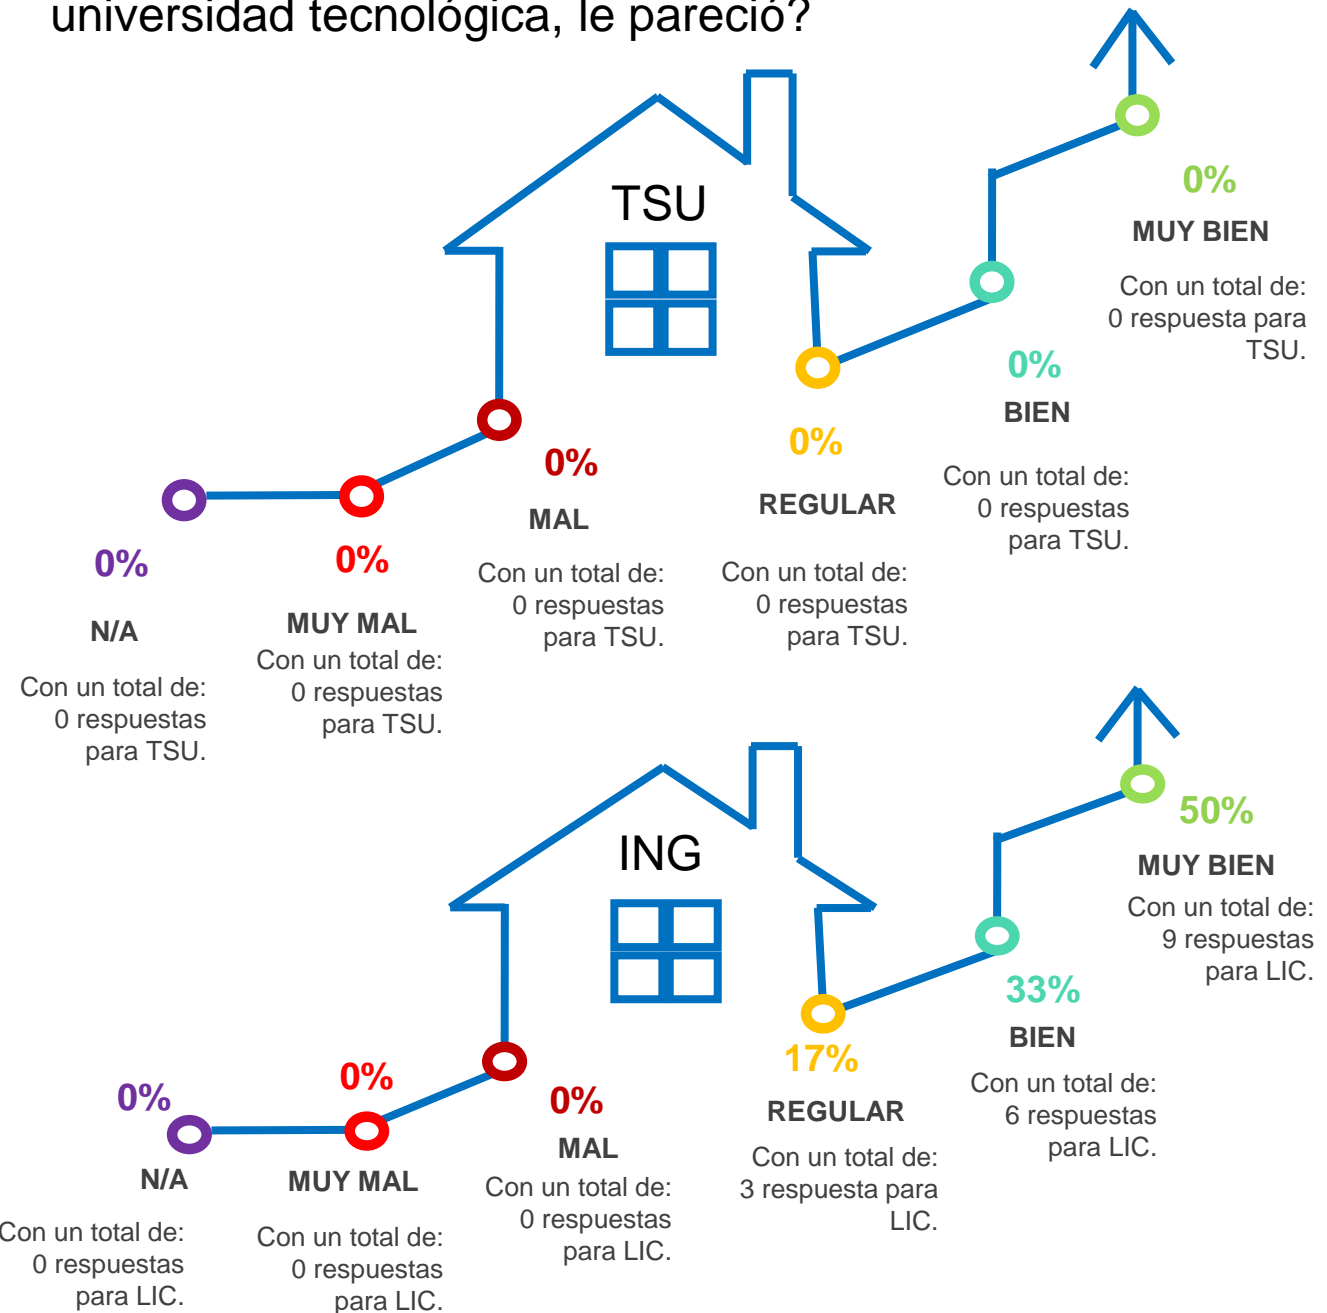 universidad tecnológica, le pareció?
TSU
0%
MUY BIEN
Con un total de:
0 respuesta para
TSU.
0%
BIEN
Con un total de:
0 respuestas
para TSU.
0%
REGULAR
Con un total de:
0 respuestas
para TSU.
0%
MAL
Con un total de:
0 respuestas
para TSU.
0%
MUY MAL
Con un total de:
0 respuestas
para TSU.
0%
N/A
Con un total de:
0 respuestas
para TSU.
ING
50%
MUY BIEN
Con un total de:
9 respuestas
para LIC.
33%
BIEN
Con un total de:
6 respuestas
para LIC.
17%
REGULAR
Con un total de:
3 respuesta para
LIC.
0%
MAL
Con un total de:
0 respuestas
para LIC.
0%
MUY MAL
Con un total de:
0 respuestas
para LIC.
0%
N/A
Con un total de:
0 respuestas
para LIC.